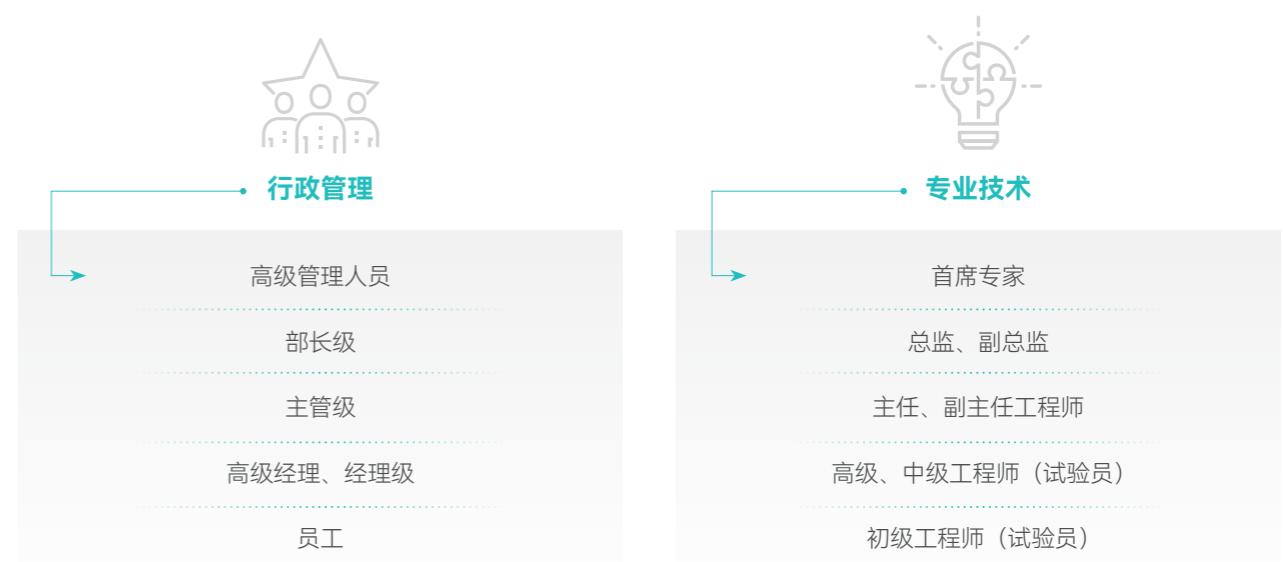 行政管理
高级管理人员
部长级
主管级
高级经理、经理级
员工
专业技术
首席专家
总监、副总监
主任、副主任工程师
高级、中级工程师（试验员）
初级工程师（试验员）